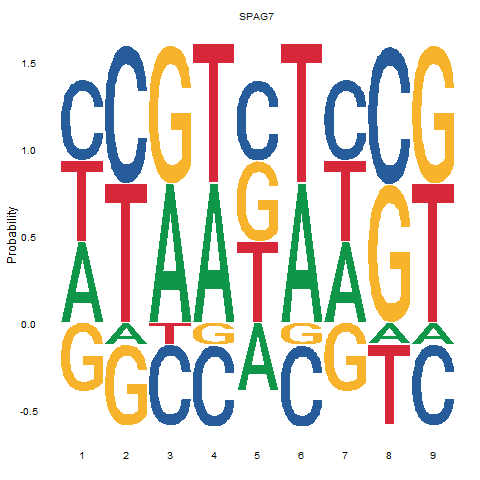 SPAG7
Probability
1.5
1.0
0.5
0.0
-0.5
C C G T C T C C G
T T A A G A T G T
A A T G T G A A A
G G C C A C G T C
1 2 3 4 5 6 7 8 9